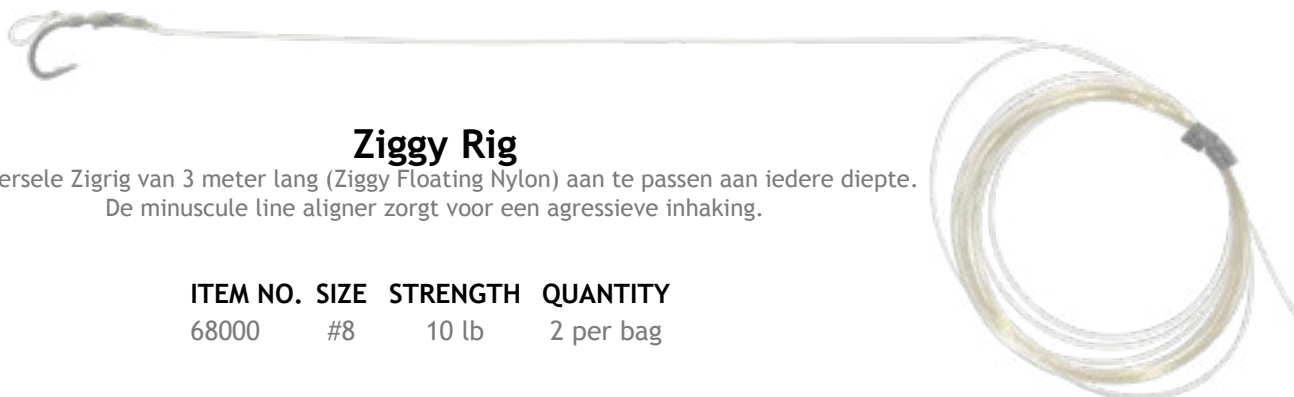 Ziggy Rig
Zigrig van 3 meter lang (Ziggy Floating Nylon) aan te passen aan iedere diepte.
De minuscule line aligner zorgt voor een agressieve inhaking.
ITEM NO. SIZE STRENGTH QUANTITY
68000 #8 10 lb 2 per bag